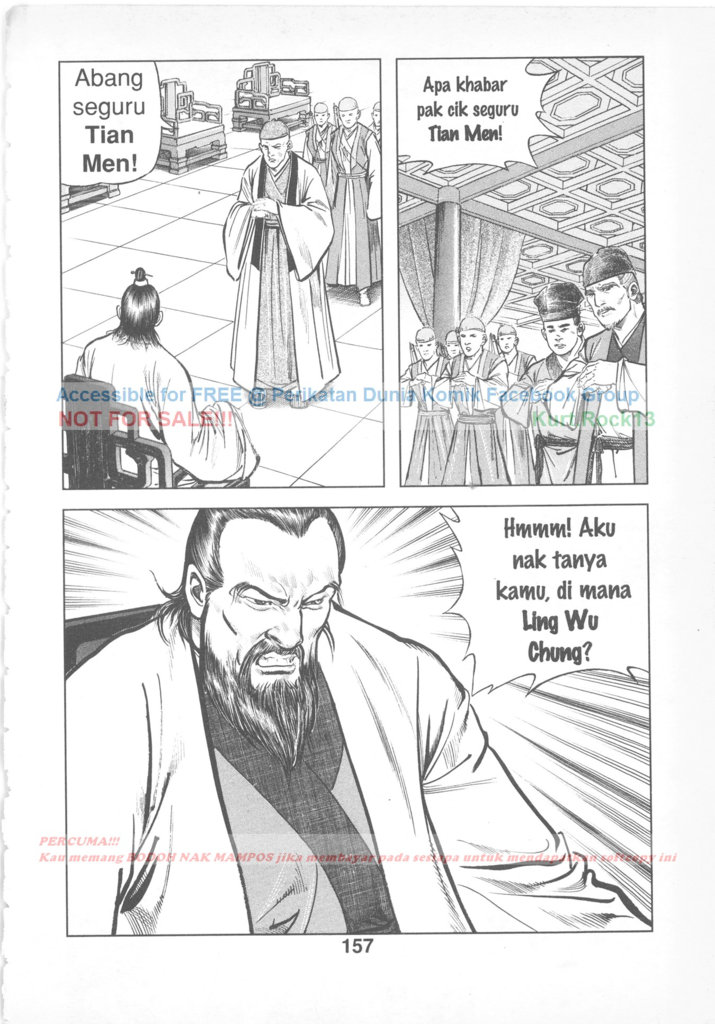 Abang
seguru
Tian
Men!
Apa khabar
pak cik seguru
Tian Men!
Accessible for FREE @ Perikatan Dunia Komik Facebook Group
NOT FOR SALE!!!
Kurt Rock13
Hmmm! Aku
nak tanya
kamu, di mana
Ling Wu
Chung?
PERCUMA!!!
Kau memang BODOH NAK MAMPOS jika membayar pada sesiapa untuk mendapatkan softcopy ini
157